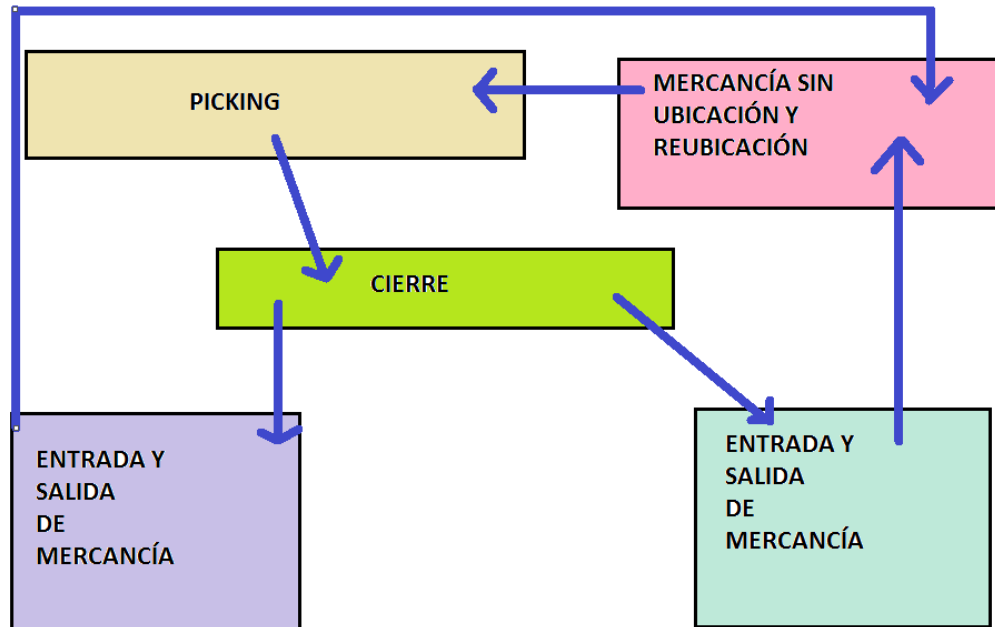 PICKING
MERCANCÍA SIN
UBICACIÓN Y
REUBICACIÓN
CIERRE
ENTRADA Y
SALIDA
DE
MERCANCÍA
ENTRADA Y
SALIDA
DE
MERCANCÍA